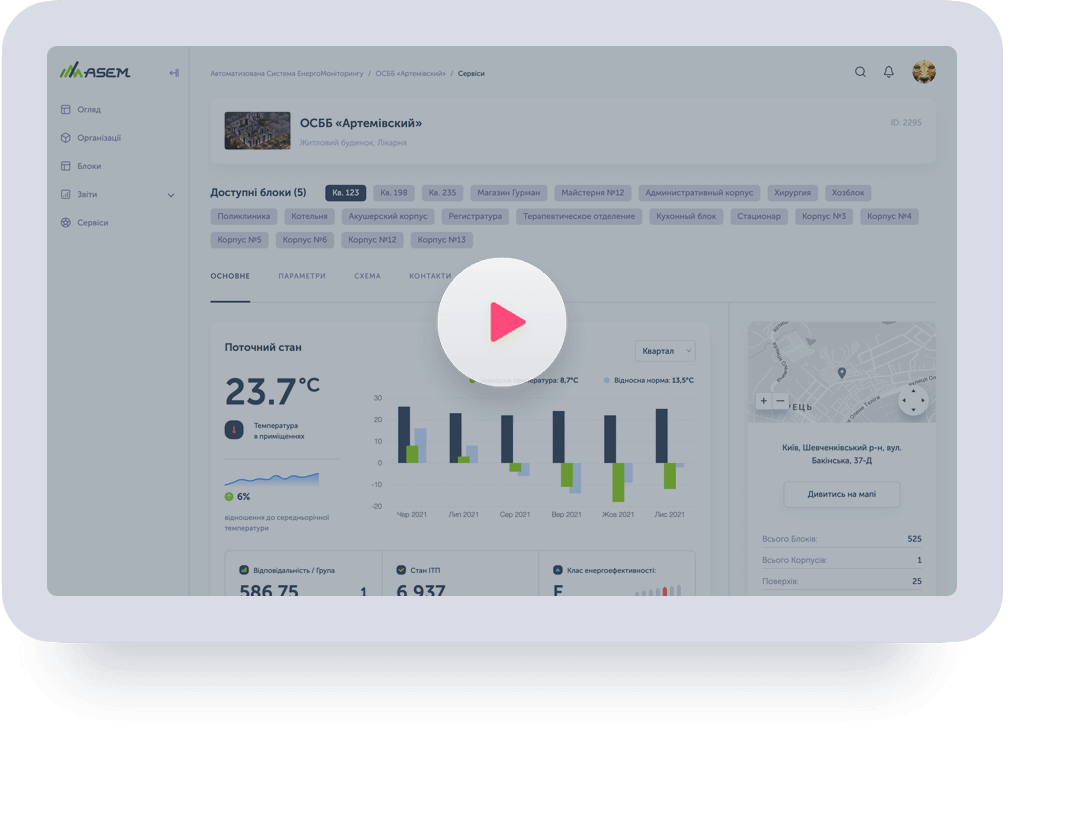 ASEM
Автоматизована Система ЕнергоМоніторингу / ОСББ «Артемівский» / Сервіси
Огляд
Організації
Блоки
Звіти
Сервіси
ОСББ «Артемівский»
Житловий будинок, Лікарня
ID: 2295
Доступні блоки (5) Кв. 123 Кв. 198 Кв. 235 Магазин Гурман Майстерня №12 Административный корпус Хирургия Хозблок
Поликлиника Котельня Акушерский корпус Регистратура Терапевтическое отделение Кухонный блок Стационар Корпус №3 Корпус №4
Корпус №5 Корпус №6 Корпус №12 Корпус №13
ОСНОВНЕ ПАРАМЕТРИ СХЕМА КОНТАКТИ
Поточний стан
Квартал
23.7°C
Температура
в приміщеннях
6%
відношення до середньорічної
температури
8,7°C Відносна норма: 13,5°C
30
20
10
0
-10
-20
Чер 2021 Лип 2021 Сер 2021 Вер 2021 Жов 2021 Лис 2021
Відповідальність / Група
586,75 1
Стан ІТП
6 937
Клас енергоефективності:
+ −
Київ, Шевченківський р-н, вул.
Бакінська, 37-Д
Дивитись на мапі
Всього Блоків: 525
Всього Корпусів: 1
Поверхів: 25